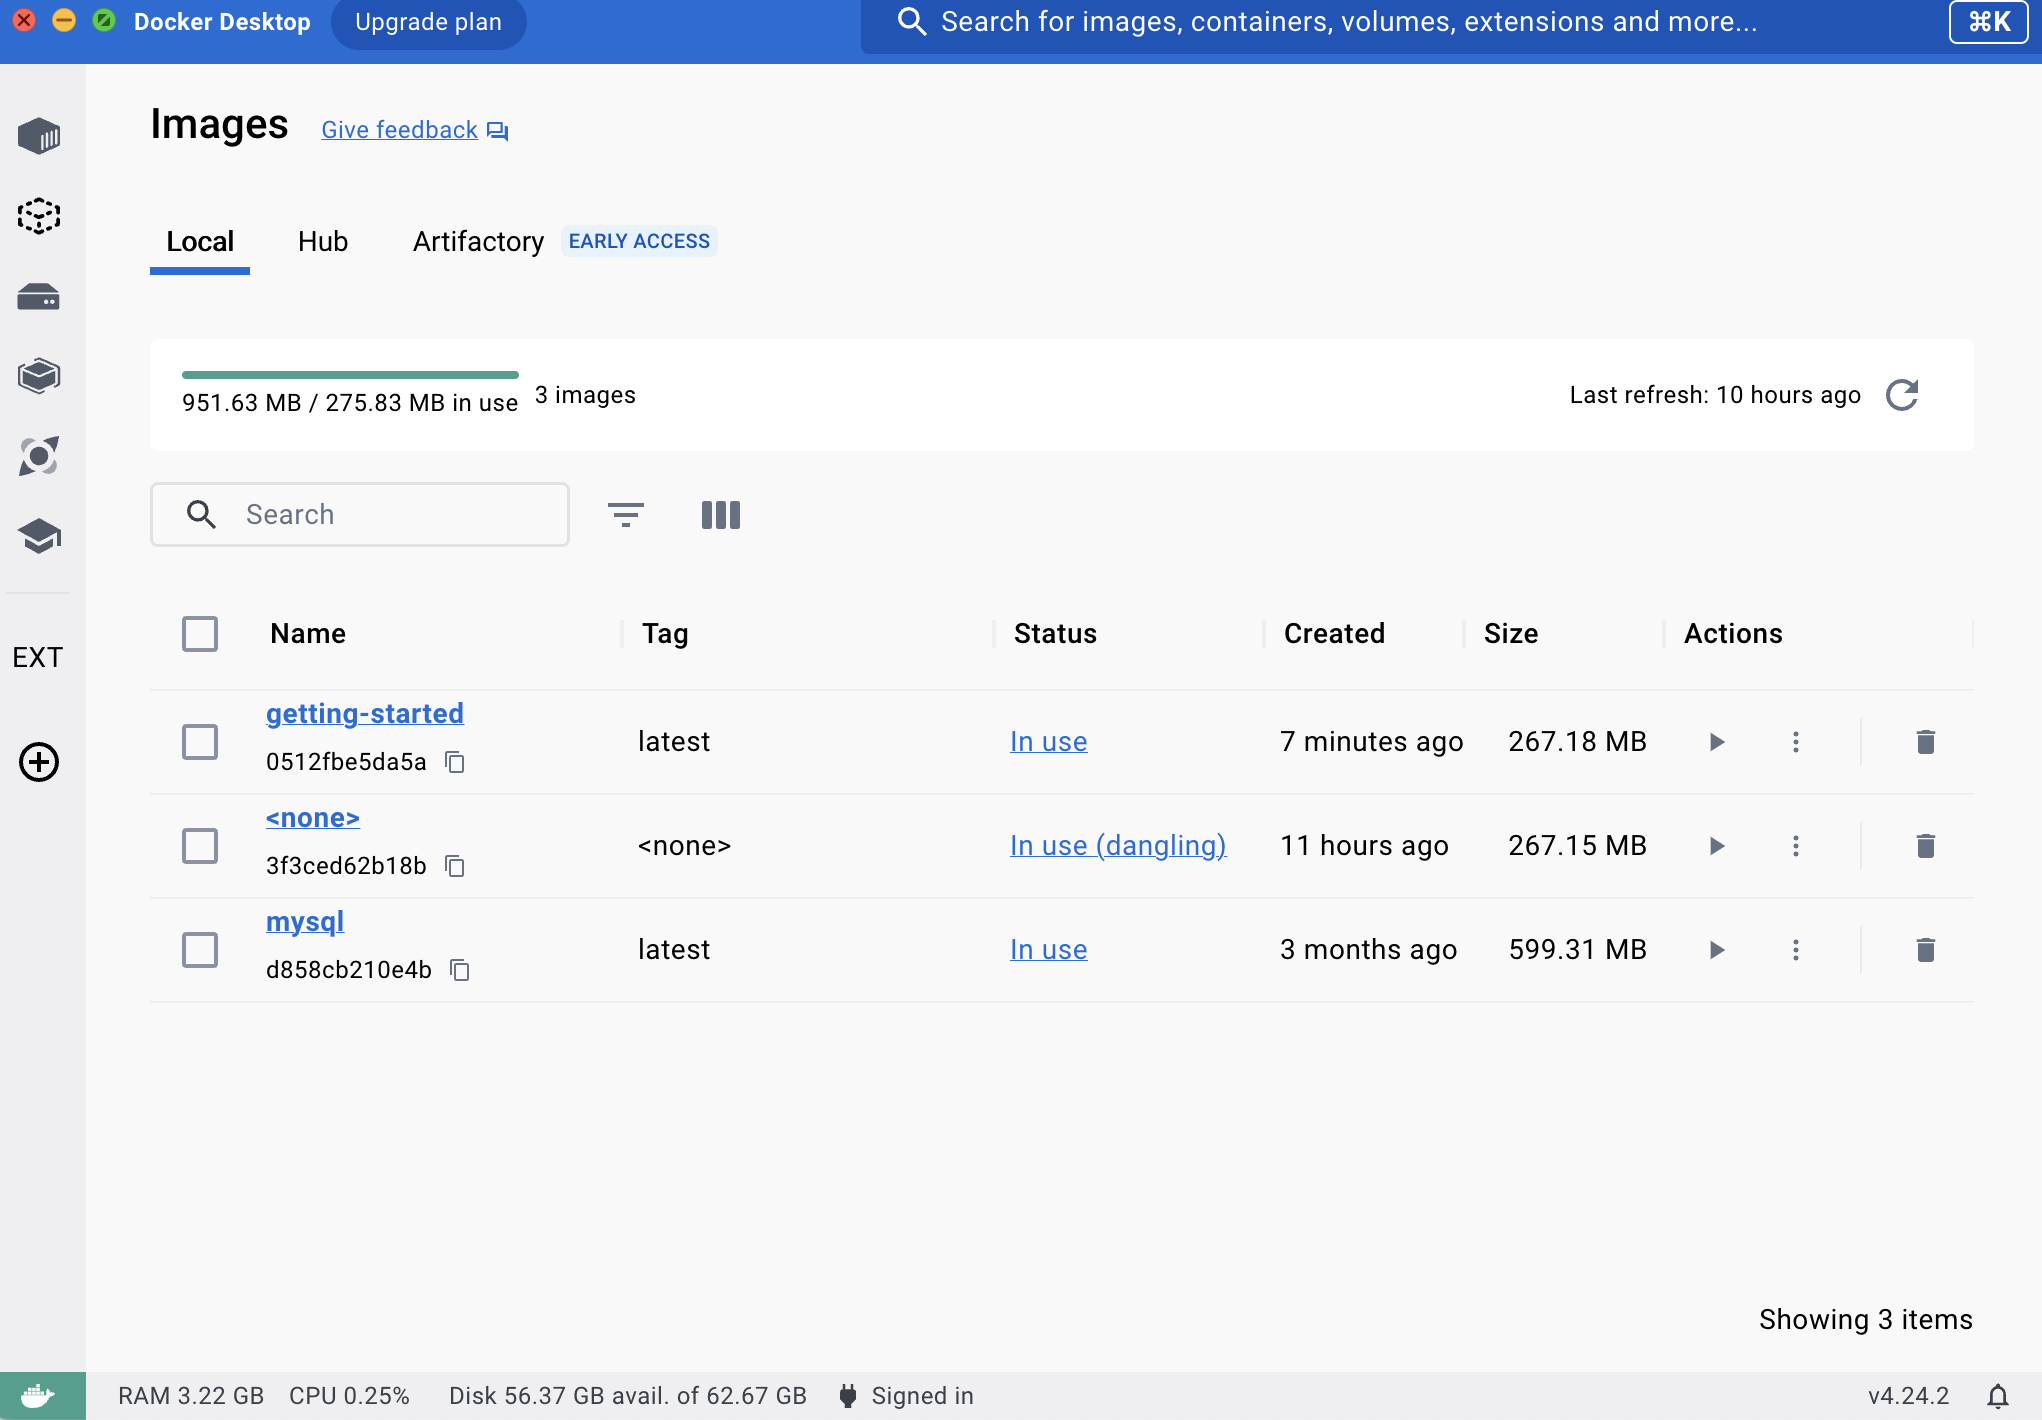 Docker Desktop Upgrade plan Search for images, containers, volumes, extensions and more... ⌘K
Images Give feedback
Local Hub Artifactory EARLY ACCESS
951.63 MB / 275.83 MB in use 3 images Last refresh: 10 hours ago
Search
Name Tag Status Created Size Actions
EXT
getting-started
0512fbe5da5a latest In use 7 minutes ago 267.18 MB
<none>
3f3ced62b18b <none> In use (dangling) 11 hours ago 267.15 MB
mysql
d858cb210e4b latest In use 3 months ago 599.31 MB
Showing 3 items
RAM 3.22 GB CPU 0.25% Disk 56.37 GB avail. of 62.67 GB Signed in v4.24.2